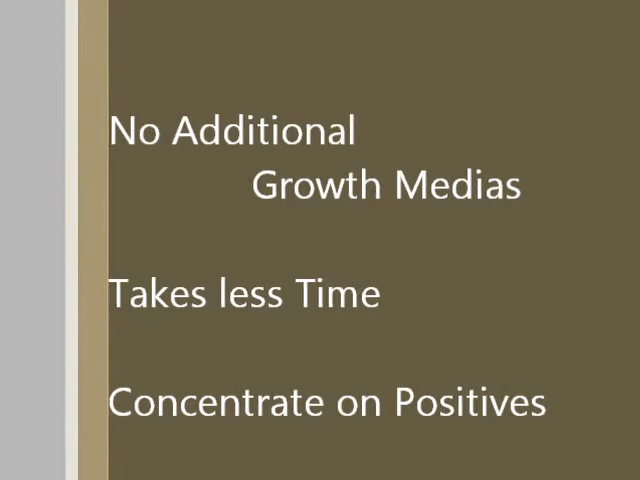 No Additional
Growth Medias
Takes less Time
Concentrate on Positives